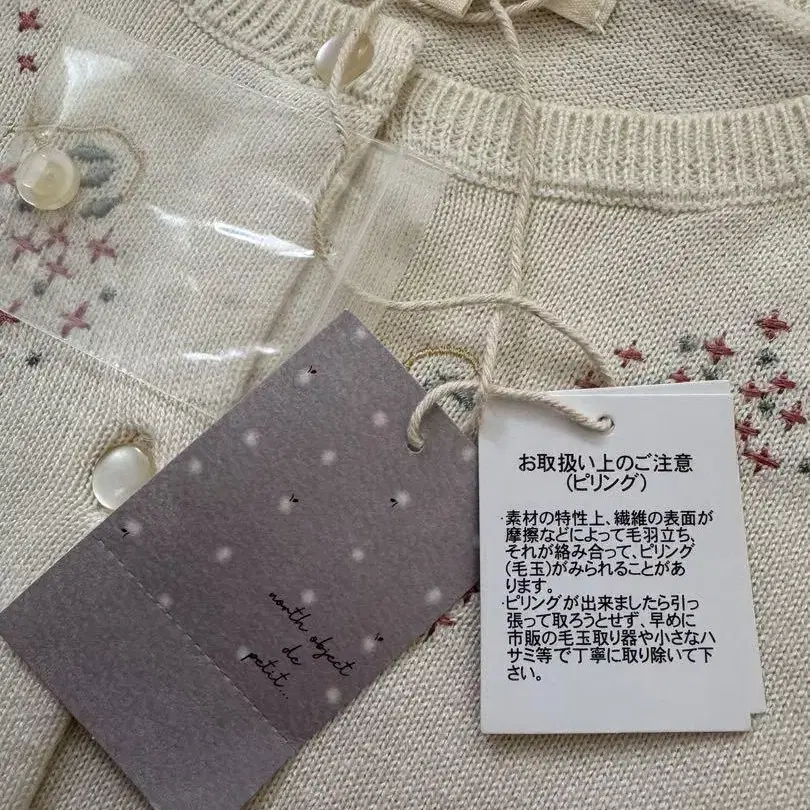 north object
de
petit...
お取扱い上のご注意
(ピリング)
・素材の特性上、繊維の表面が
摩擦などによって毛羽立ち、
それが絡み合って、ピリング
(毛玉)がみられることがあ
ります。
・ピリングが出来ましたら引っ
張って取ろうとせず、早めに
市販の毛玉取り器や小さなハ
サミ等で丁寧に取り除いて下
さい。